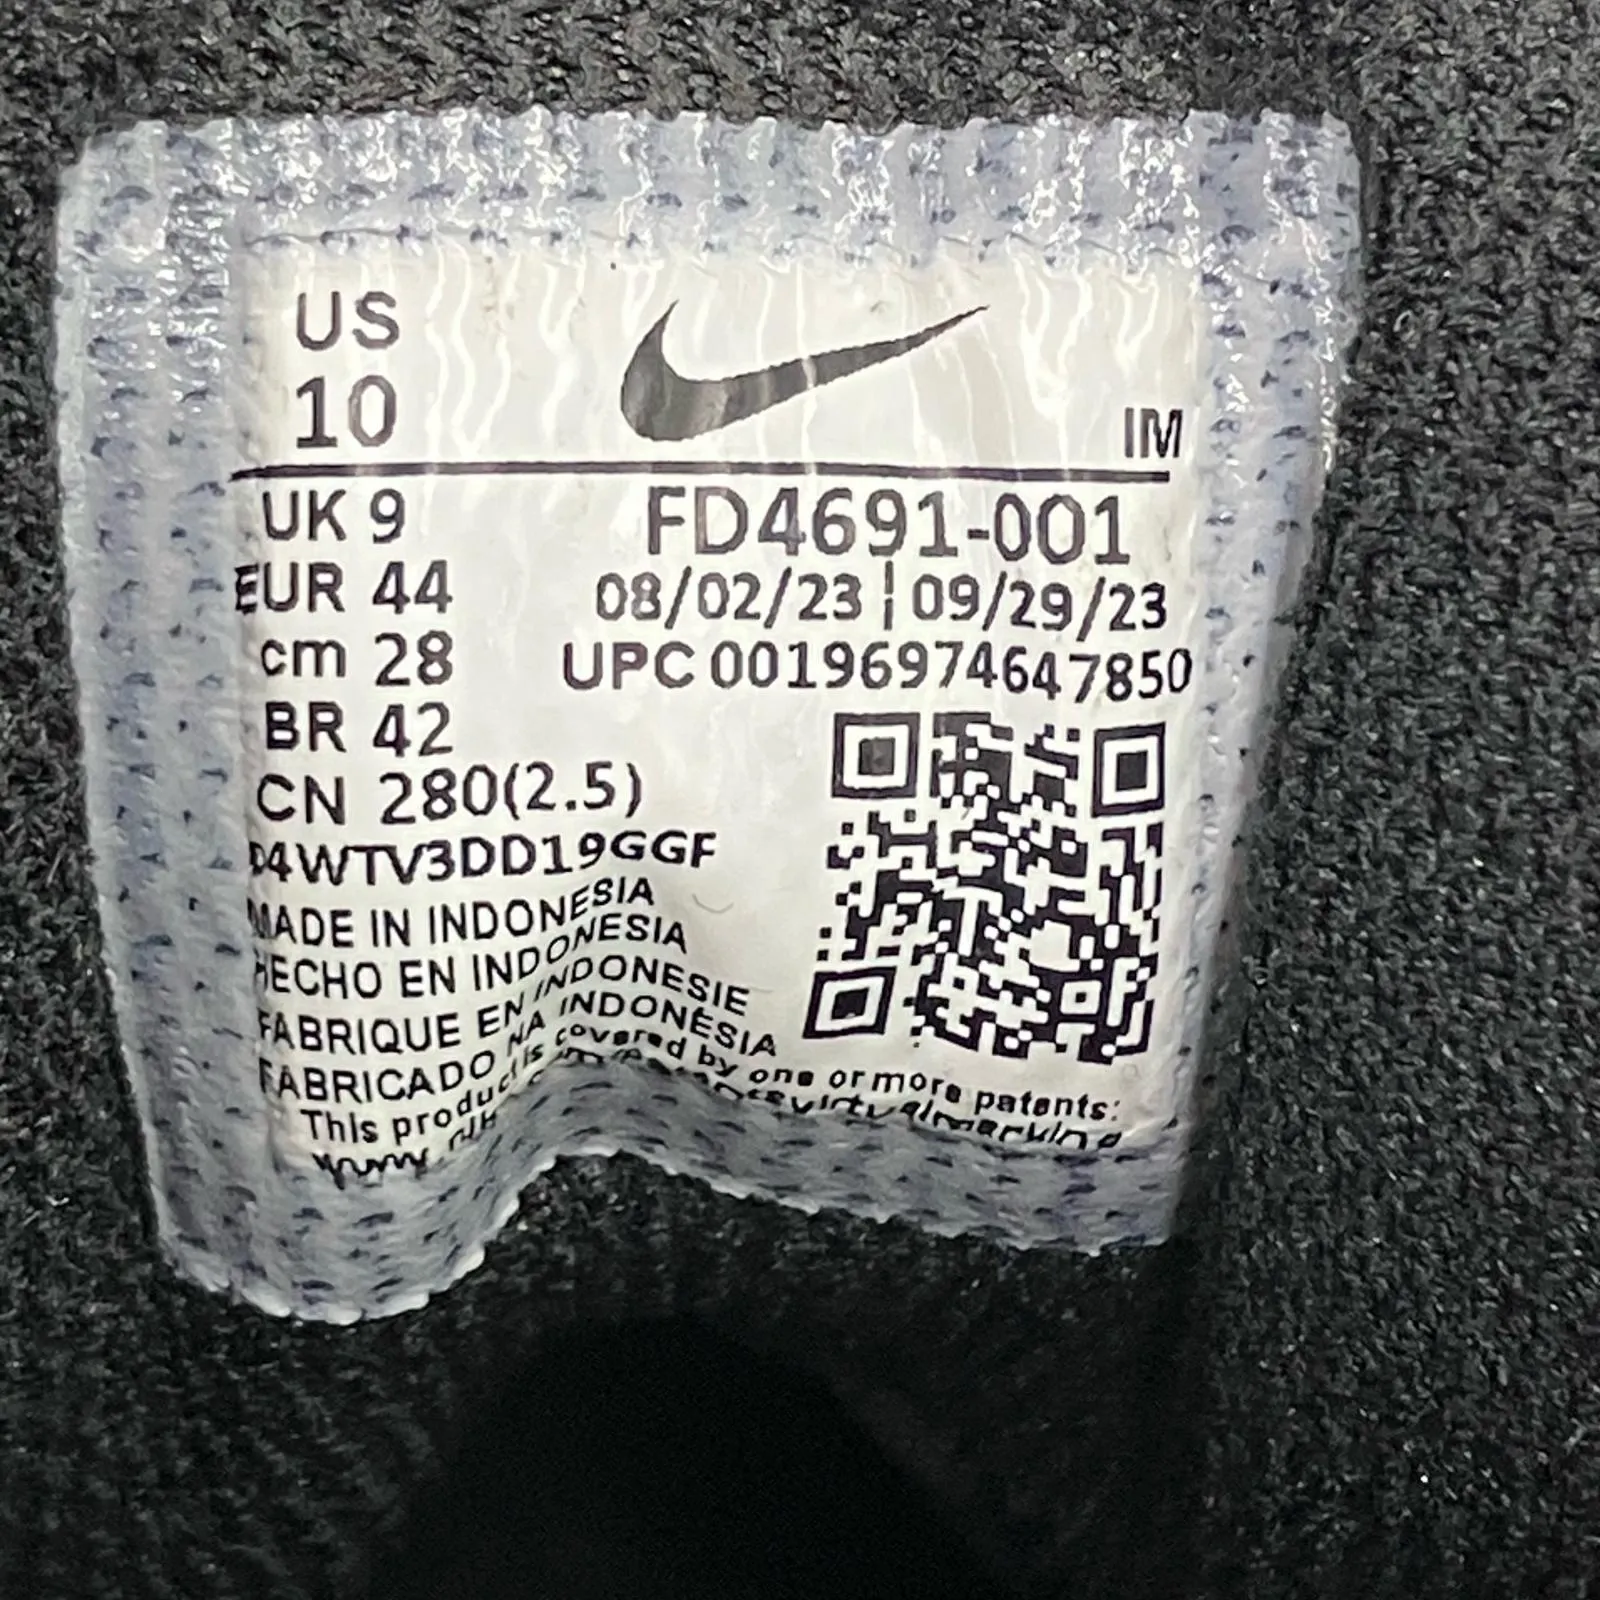 US
10
IM
UK 9
EUR 44
cm 28
BR 42
CN 280(2.5)
FD4691-001
08/02/23 | 09/29/23
UPC 00196974647850
D4WTV3DD19GGF
MADE IN INDONESIA
HECHO EN INDONESIA
FABRIQUE EN INDONESIE
FABRICADO NA INDONÉSIA
This product is covered by one or more patents:
www.